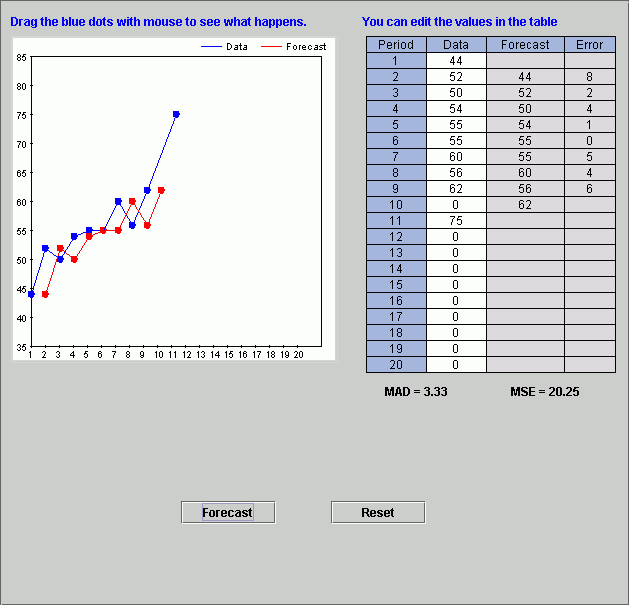 Drag the blue dots with mouse to see what happens.
You can edit the values in the table
Data Forecast
85
80
75
70
65
60
55
50
45
40
35
1 2 3 4 5 6 7 8 9 10 11 12 13 14 15 16 17 18 19 20
Period Data Forecast Error
1 44
2 52 44 8
3 50 52 2
4 54 50 4
5 55 54 1
6 55 55 0
7 60 55 5
8 56 60 4
9 62 56 6
10 0 62
11 75
12 0
13 0
14 0
15 0
16 0
17 0
18 0
19 0
20 0
MAD = 3.33 MSE = 20.25
Forecast Reset